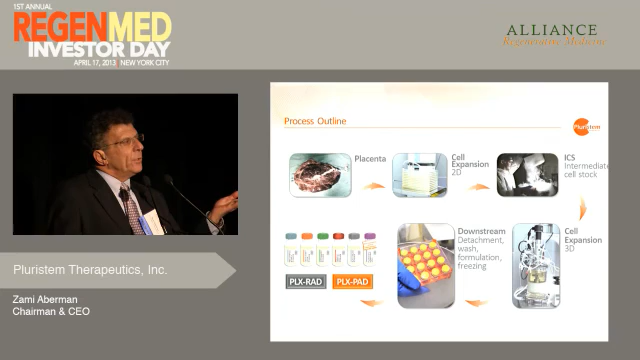 1ST ANNUAL
REGENMED
INVESTOR DAY
APRIL 17, 2013 | NEW YORK CITY
ALLIANCE
Regenerative Medicine
Process Outline
Pluristem
Placenta
Cell
Expansion
2D
ICS
Intermediate
cell stock
Cell
Expansion
3D
Downstream
Detachment,
wash,
formulation,
freezing
PLX-RAD
PLX-PAD
Pluristem Therapeutics, Inc.
Zami Aberman
Chairman & CEO